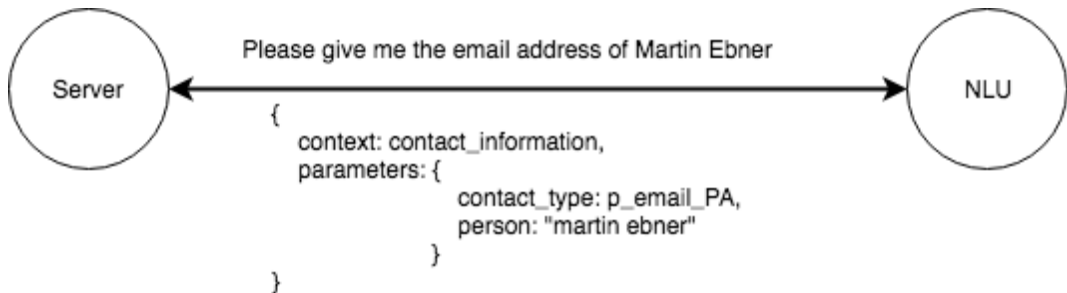 Please give me the email address of Martin Ebner
Server
NLU
{
context: contact_information,
parameters: {
contact_type: p_email_PA,
person: "martin ebner"
}
}